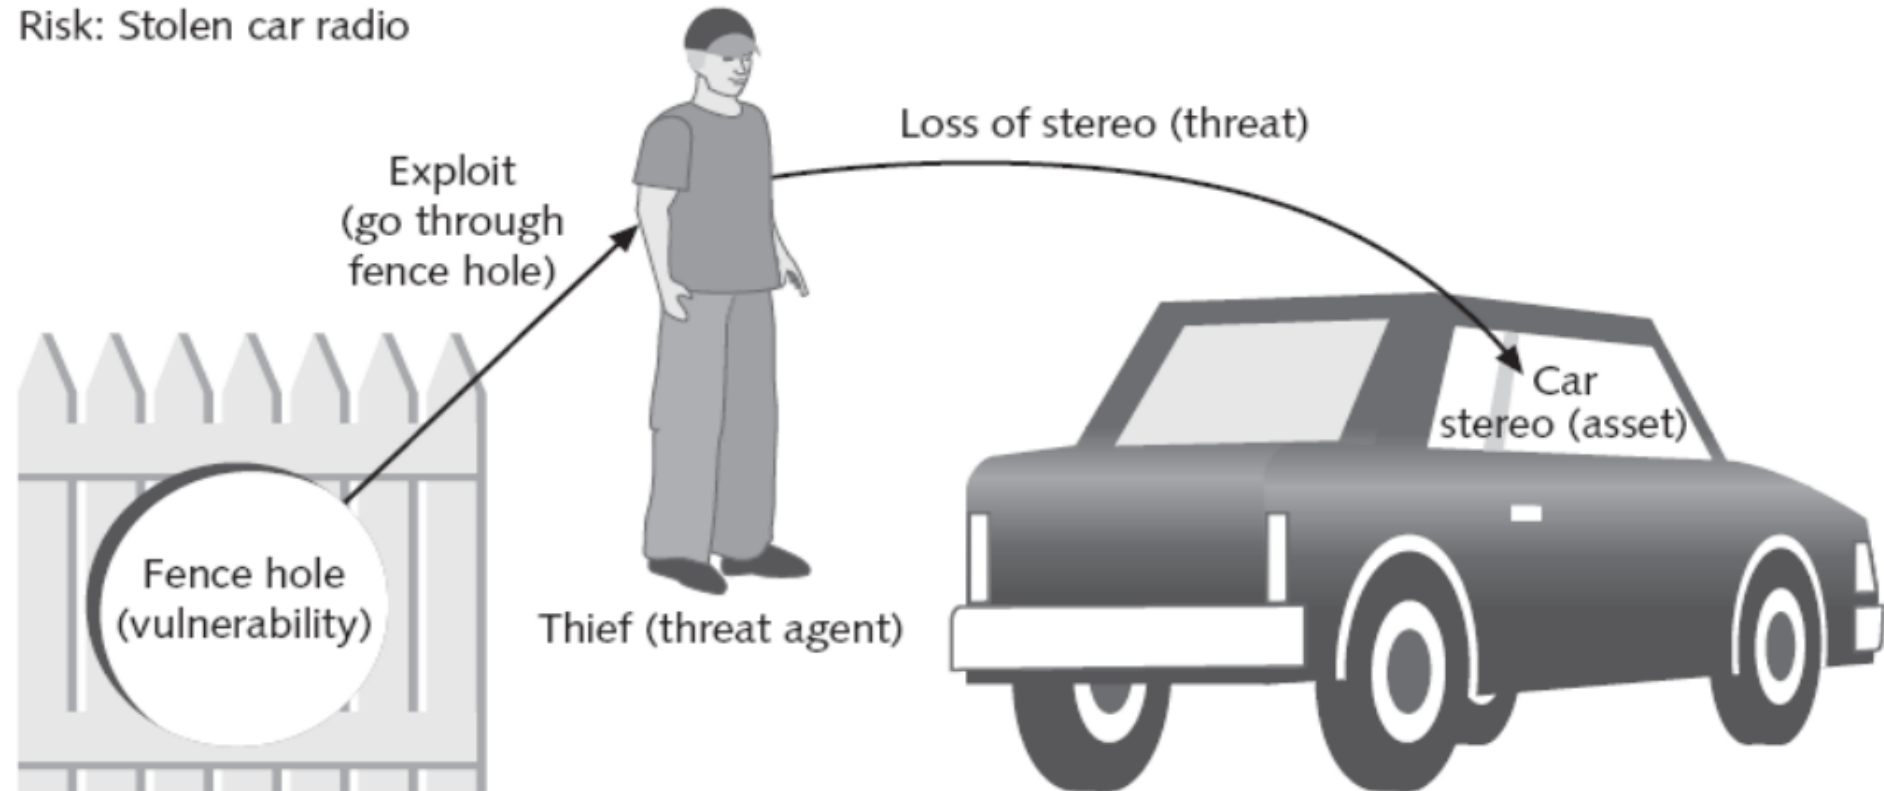 Risk: Stolen car radio
Loss of stereo (threat)
Exploit
(go through
fence hole)
Car
stereo (asset)
Fence hole
(vulnerability)
Thief (threat agent)